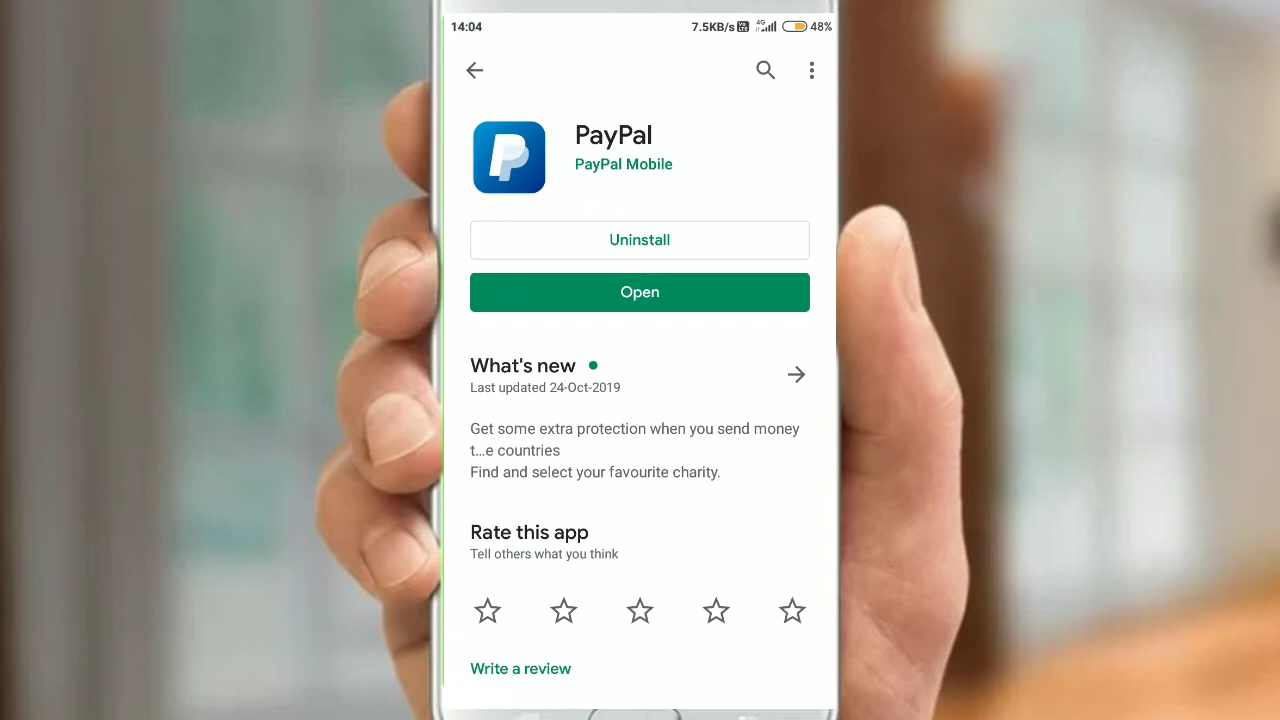 14:04 7.5KB/s VoLTE 4G 48%
PayPal
PayPal Mobile
Uninstall
Open
What's new
Last updated 24-Oct-2019
Get some extra protection when you send money
t...e countries
Find and select your favourite charity.
Rate this app
Tell others what you think
Write a review